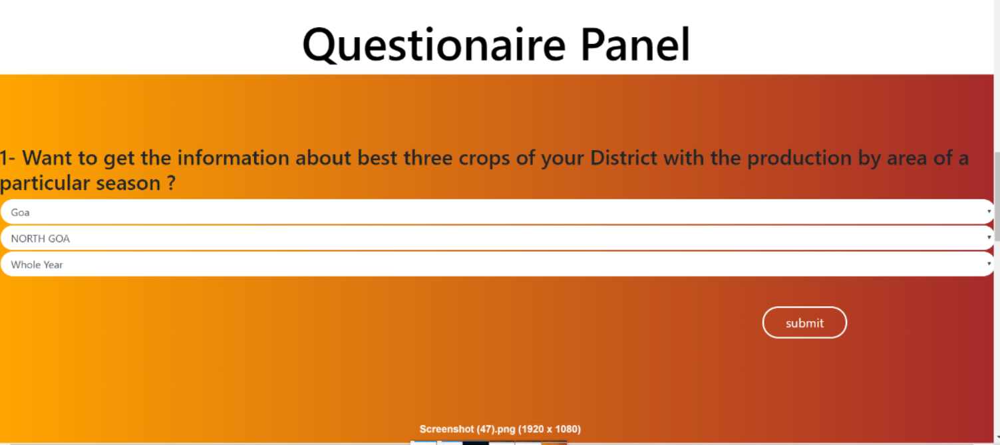 Questionaire Panel
1- Want to get the information about best three crops of your District with the production by area of a
particular season ?
Goa
NORTH GOA
Whole Year
submit
Screenshot (47).png (1920 x 1080)